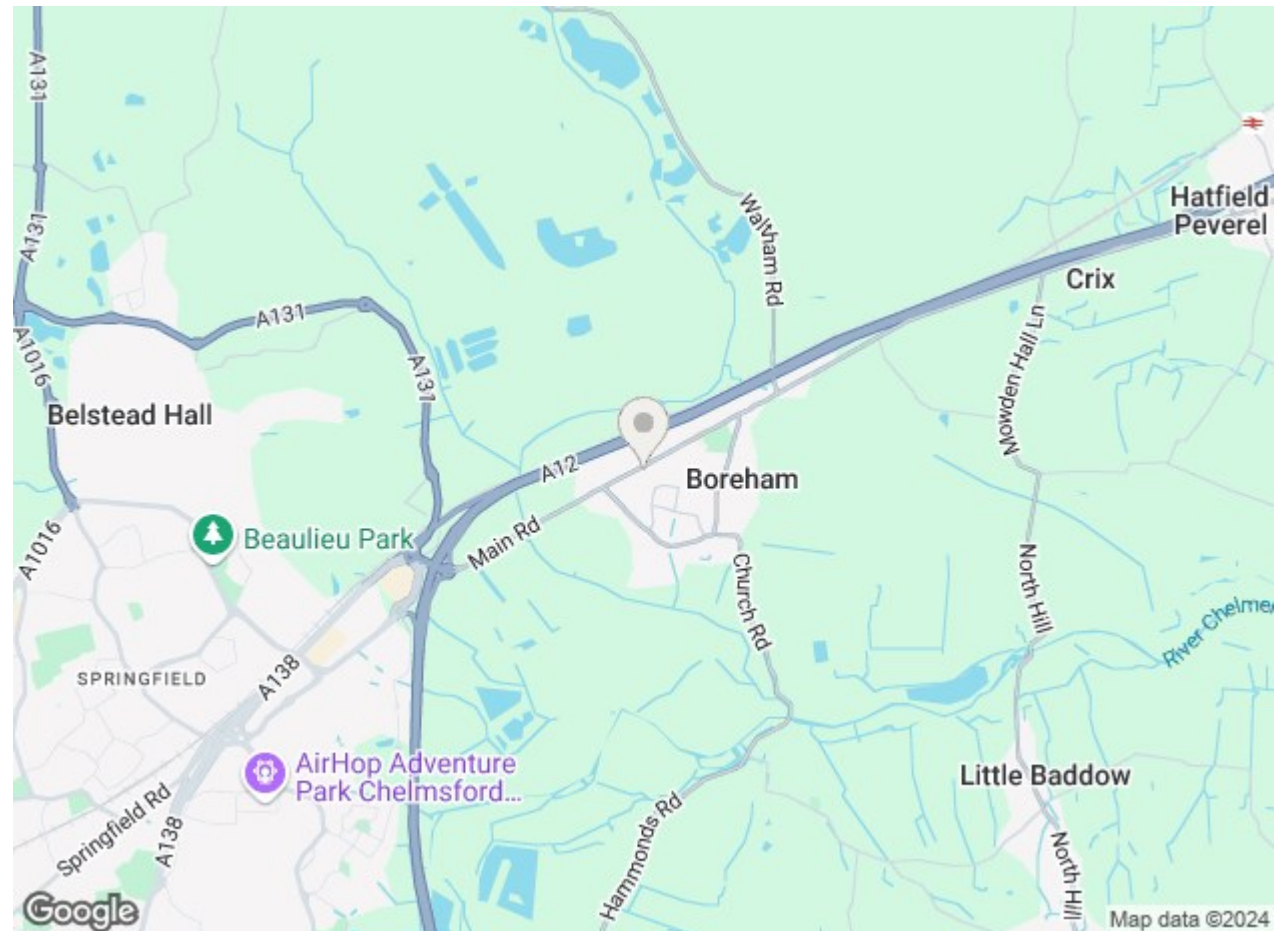 A131
A131
A131
A131
A1016
A1016
Belstead Hall
Beaulieu Park
SPRINGFIELD
A138
A138
Springfield Rd
AirHop Adventure
Park Chelmsford...
A12
Main Rd
Boreham
Church Rd
Hammonds Rd
Waltham Rd
Hatfield
Peverel
Crix
Mowden Hall Ln
North Hill
River Chelmer
Little Baddow
North Hill
Google
Map data ©2024